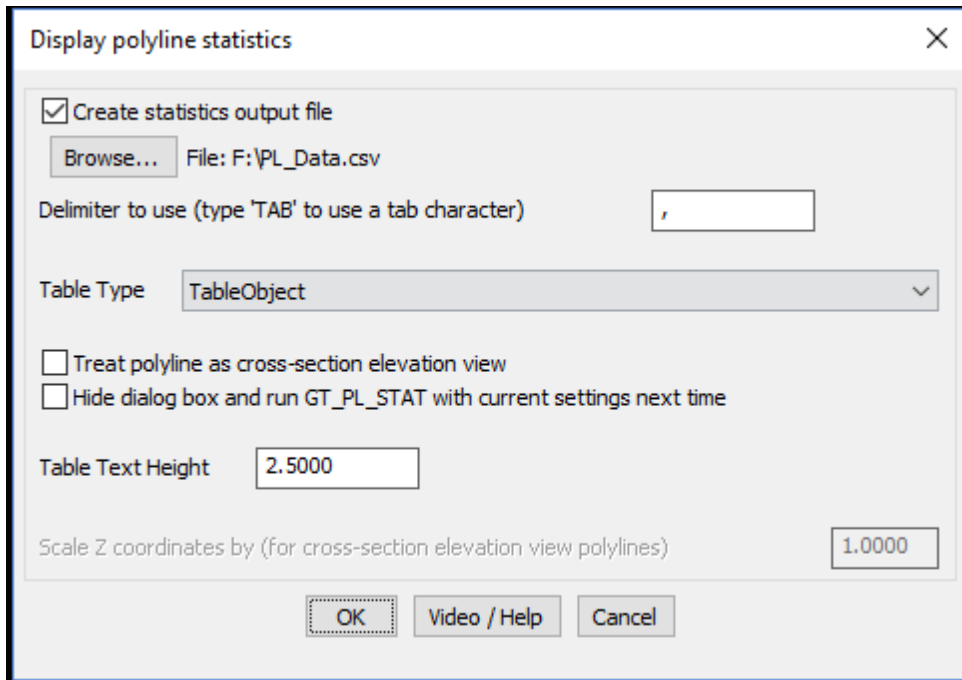 Display polyline statistics
Create statistics output file
Browse... File: F:\PL_Data.csv
Delimiter to use (type 'TAB' to use a tab character) ,
Table Type TableObject
Treat polyline as cross-section elevation view
Hide dialog box and run GT_PL_STAT with current settings next time
Table Text Height 2.5000
Scale Z coordinates by (for cross-section elevation view polylines) 1.0000
OK Video / Help Cancel